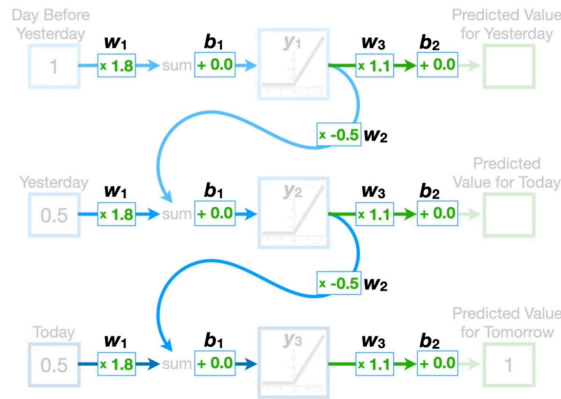 Day Before
Yesterday
Predicted Value
for Yesterday
w₁ b₁ y₁ w₃ b₂
1 x 1.8 sum + 0.0 x 1.1 + 0.0
x -0.5 w₂
Yesterday
Predicted
Value for Today
w₁ b₁ y₂ w₃ b₂
0.5 x 1.8 sum + 0.0 x 1.1 + 0.0
x -0.5 w₂
Today
Predicted Value
for Tomorrow
w₁ b₁ y₃ w₃ b₂
0.5 x 1.8 sum + 0.0 x 1.1 + 0.0 1